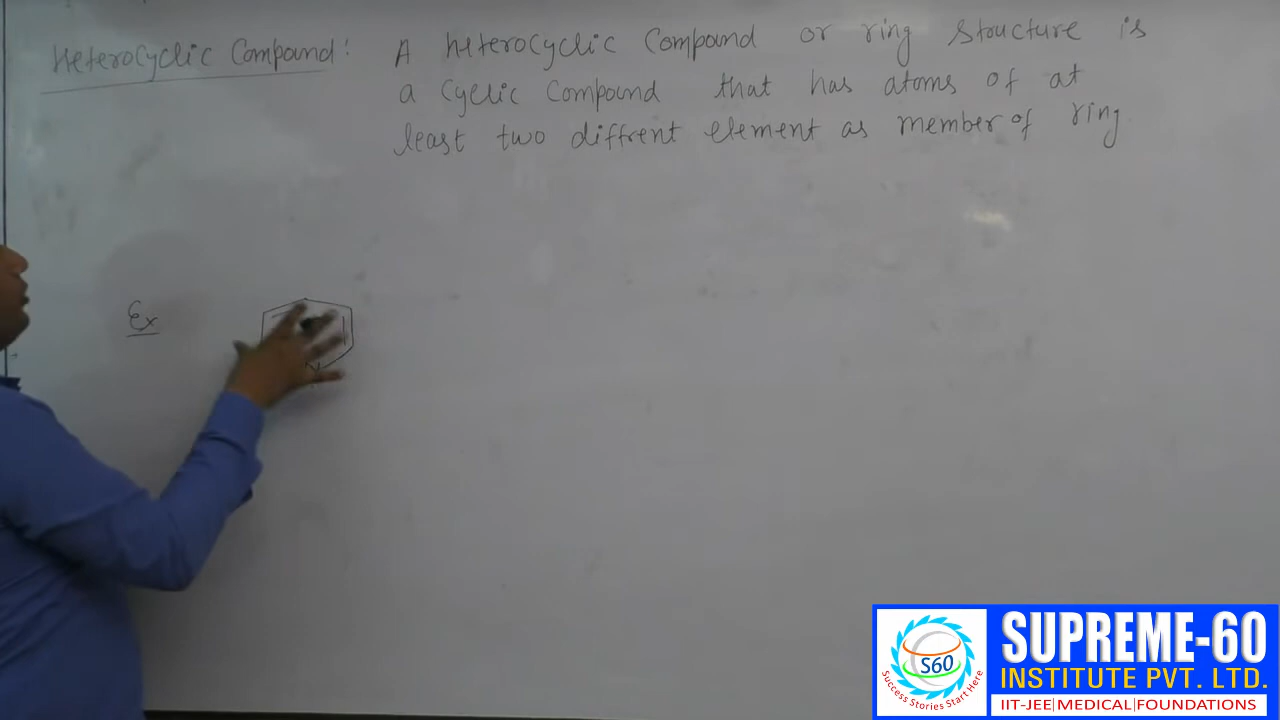 Heterocyclic Compound: A heterocyclic Compound or ring structure is
a cyclic compound that has atoms of at
least two diffrent element as member of ring
Ex
N
S60
Success Stories Start Here
SUPREME-60
INSTITUTE PVT. LTD.
IIT-JEE|MEDICAL|FOUNDATIONS